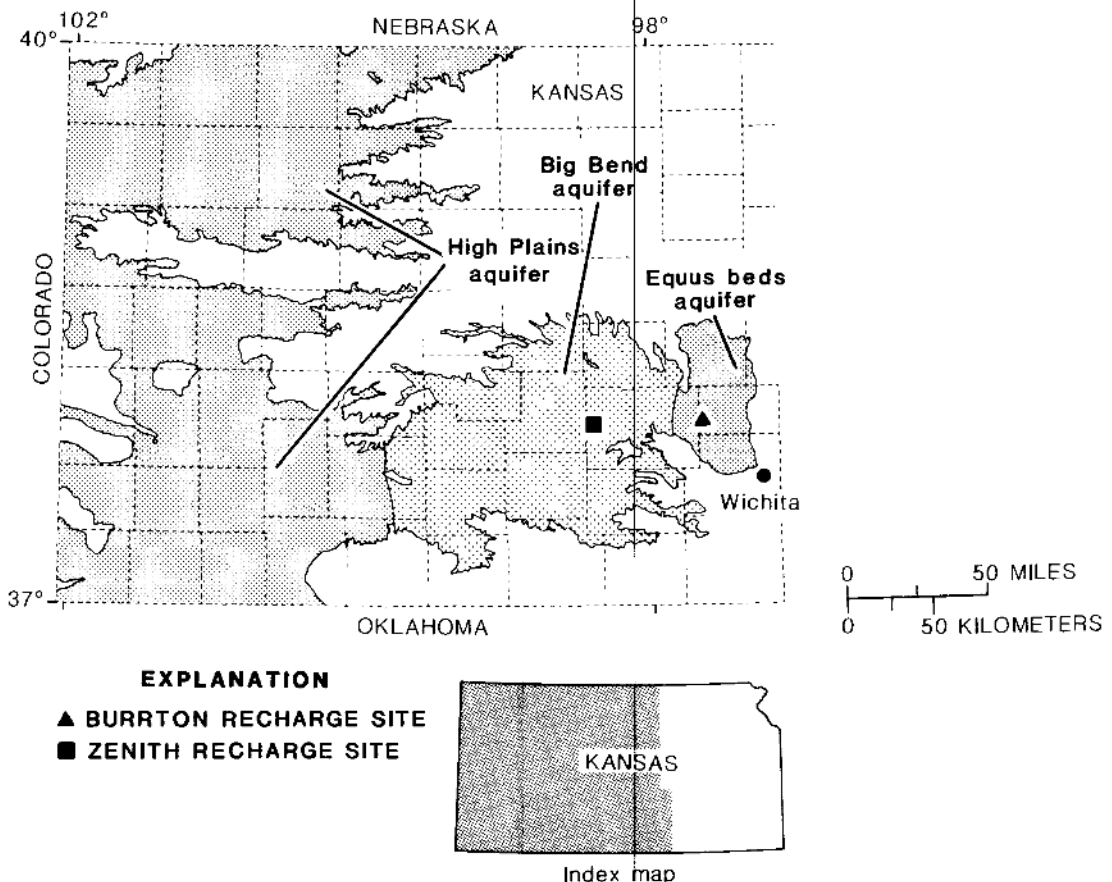 102°
98°
40°
NEBRASKA
KANSAS
Big Bend
aquifer
High Plains
aquifer
Equus beds
aquifer
COLORADO
Wichita
37°
OKLAHOMA
0 50 MILES
0 50 KILOMETERS
EXPLANATION
▲ BURRTON RECHARGE SITE
■ ZENITH RECHARGE SITE
KANSAS
Index map